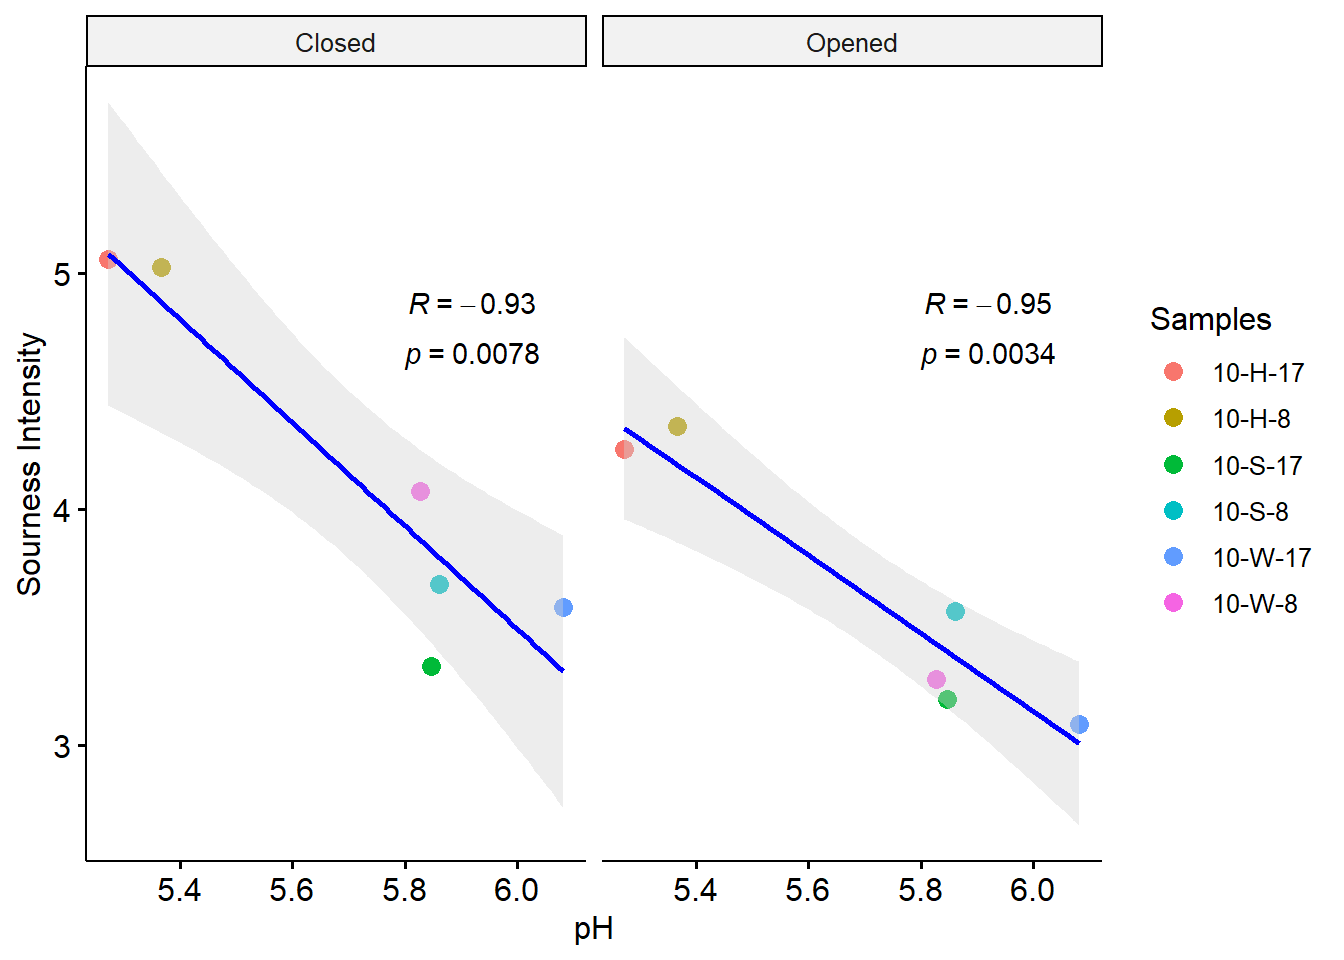 Closed
Opened
Sourness Intensity
5
4
3
R = −0.93
p = 0.0078
R = −0.95
p = 0.0034
5.4 5.6 5.8 6.0
5.4 5.6 5.8 6.0
pH
Samples
10-H-17
10-H-8
10-S-17
10-S-8
10-W-17
10-W-8